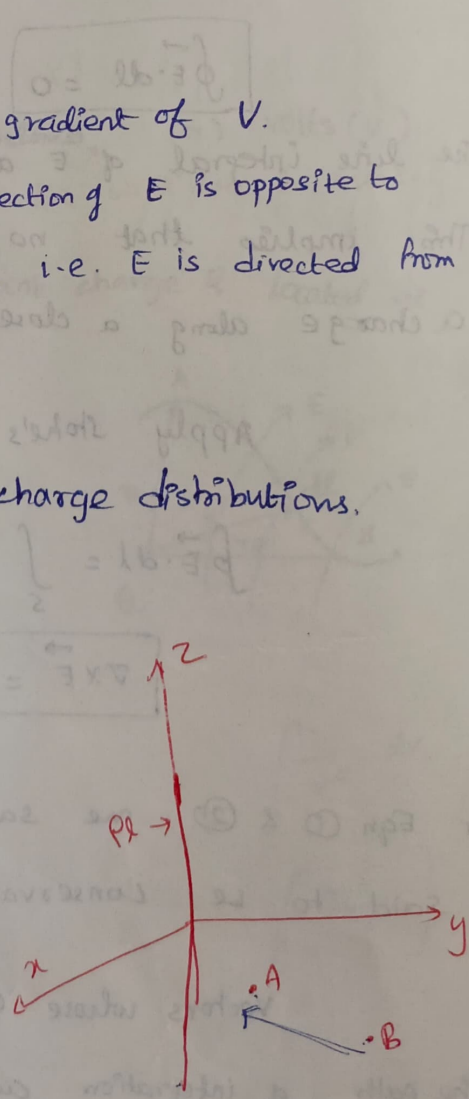 gradient of V.
ection of E is opposite to
i.e. E is directed from
charge distributions.
z
ρl →
y
x
A
B